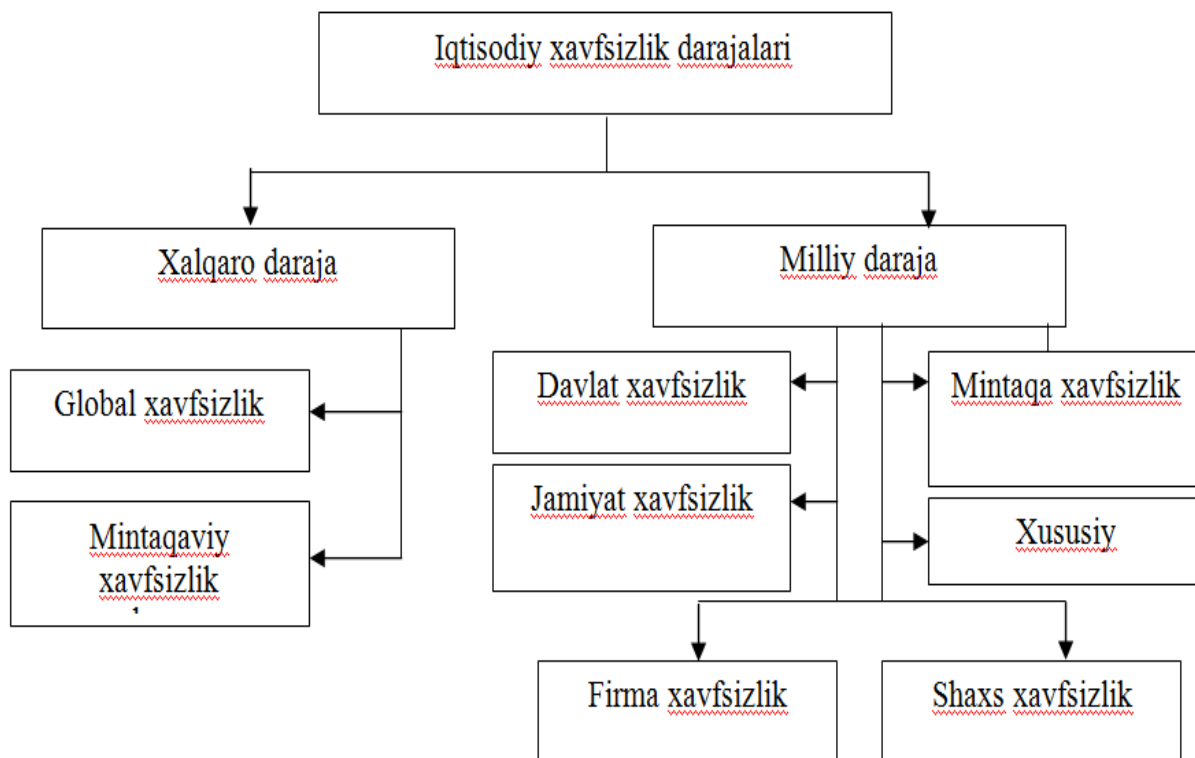 Iqtisodiy xavfsizlik darajalari
Xalqaro daraja
Milliy daraja
Global xavfsizlik
Davlat xavfsizlik
Mintaqa xavfsizlik
Jamiyat xavfsizlik
Mintaqaviy
xavfsizlik
Xususiy
Firma xavfsizlik
Shaxs xavfsizlik